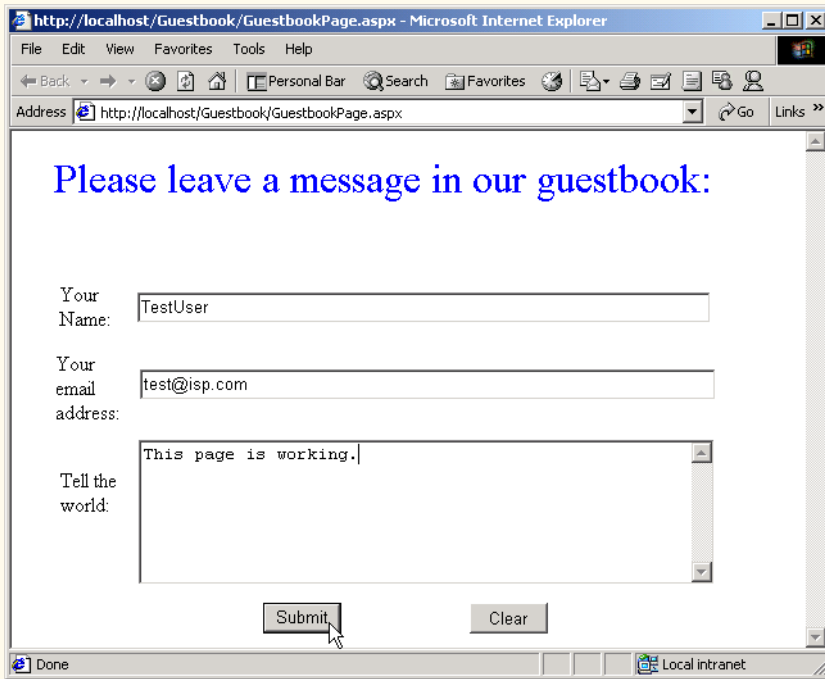 http://localhost/Guestbook/GuestbookPage.aspx - Microsoft Internet Explorer
File Edit View Favorites Tools Help
Back Personal Bar Search Favorites
Address http://localhost/Guestbook/GuestbookPage.aspx Go Links »
Please leave a message in our guestbook:
Your
Name:
TestUser
Your
email
address:
test@isp.com
Tell the
world:
This page is working.
Submit Clear
Done Local intranet